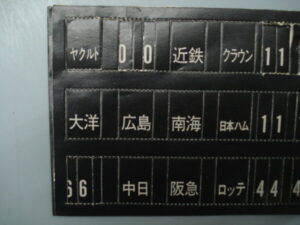 ヤクルト 0 0 近鉄 クラウン 1 1
大洋 広島 南海 日本ハム 1 1
6 6 中日 阪急 ロッテ 4 4